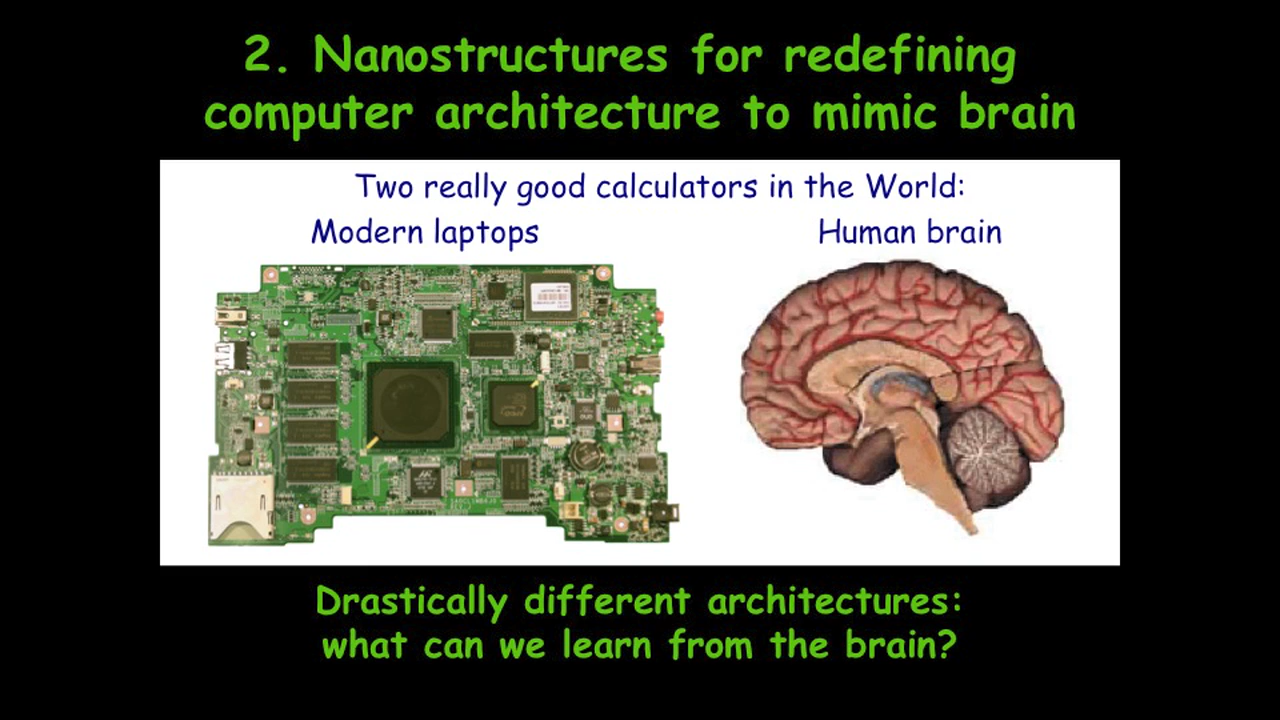 2. Nanostructures for redefining
computer architecture to mimic brain
Two really good calculators in the World:
Modern laptops
Human brain
Drastically different architectures:
what can we learn from the brain?